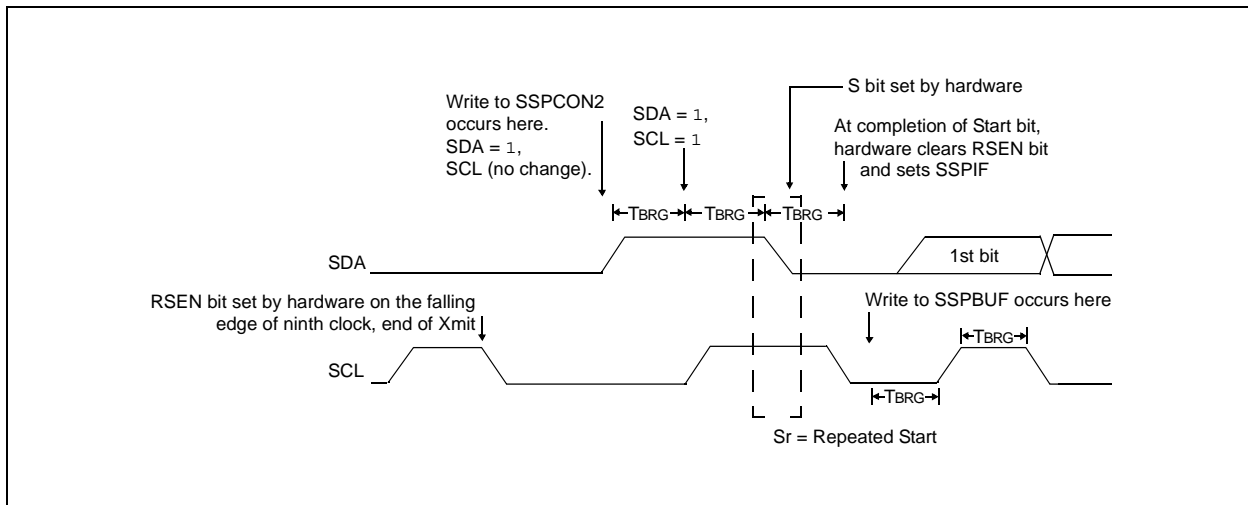 S bit set by hardware
Write to SSPCON2
occurs here.
SDA = 1,
SCL (no change).
SDA = 1,
SCL = 1
At completion of Start bit,
hardware clears RSEN bit
and sets SSPIF
TBRG
TBRG
TBRG
SDA
1st bit
RSEN bit set by hardware on the falling
edge of ninth clock, end of Xmit
Write to SSPBUF occurs here
TBRG
SCL
TBRG
Sr = Repeated Start